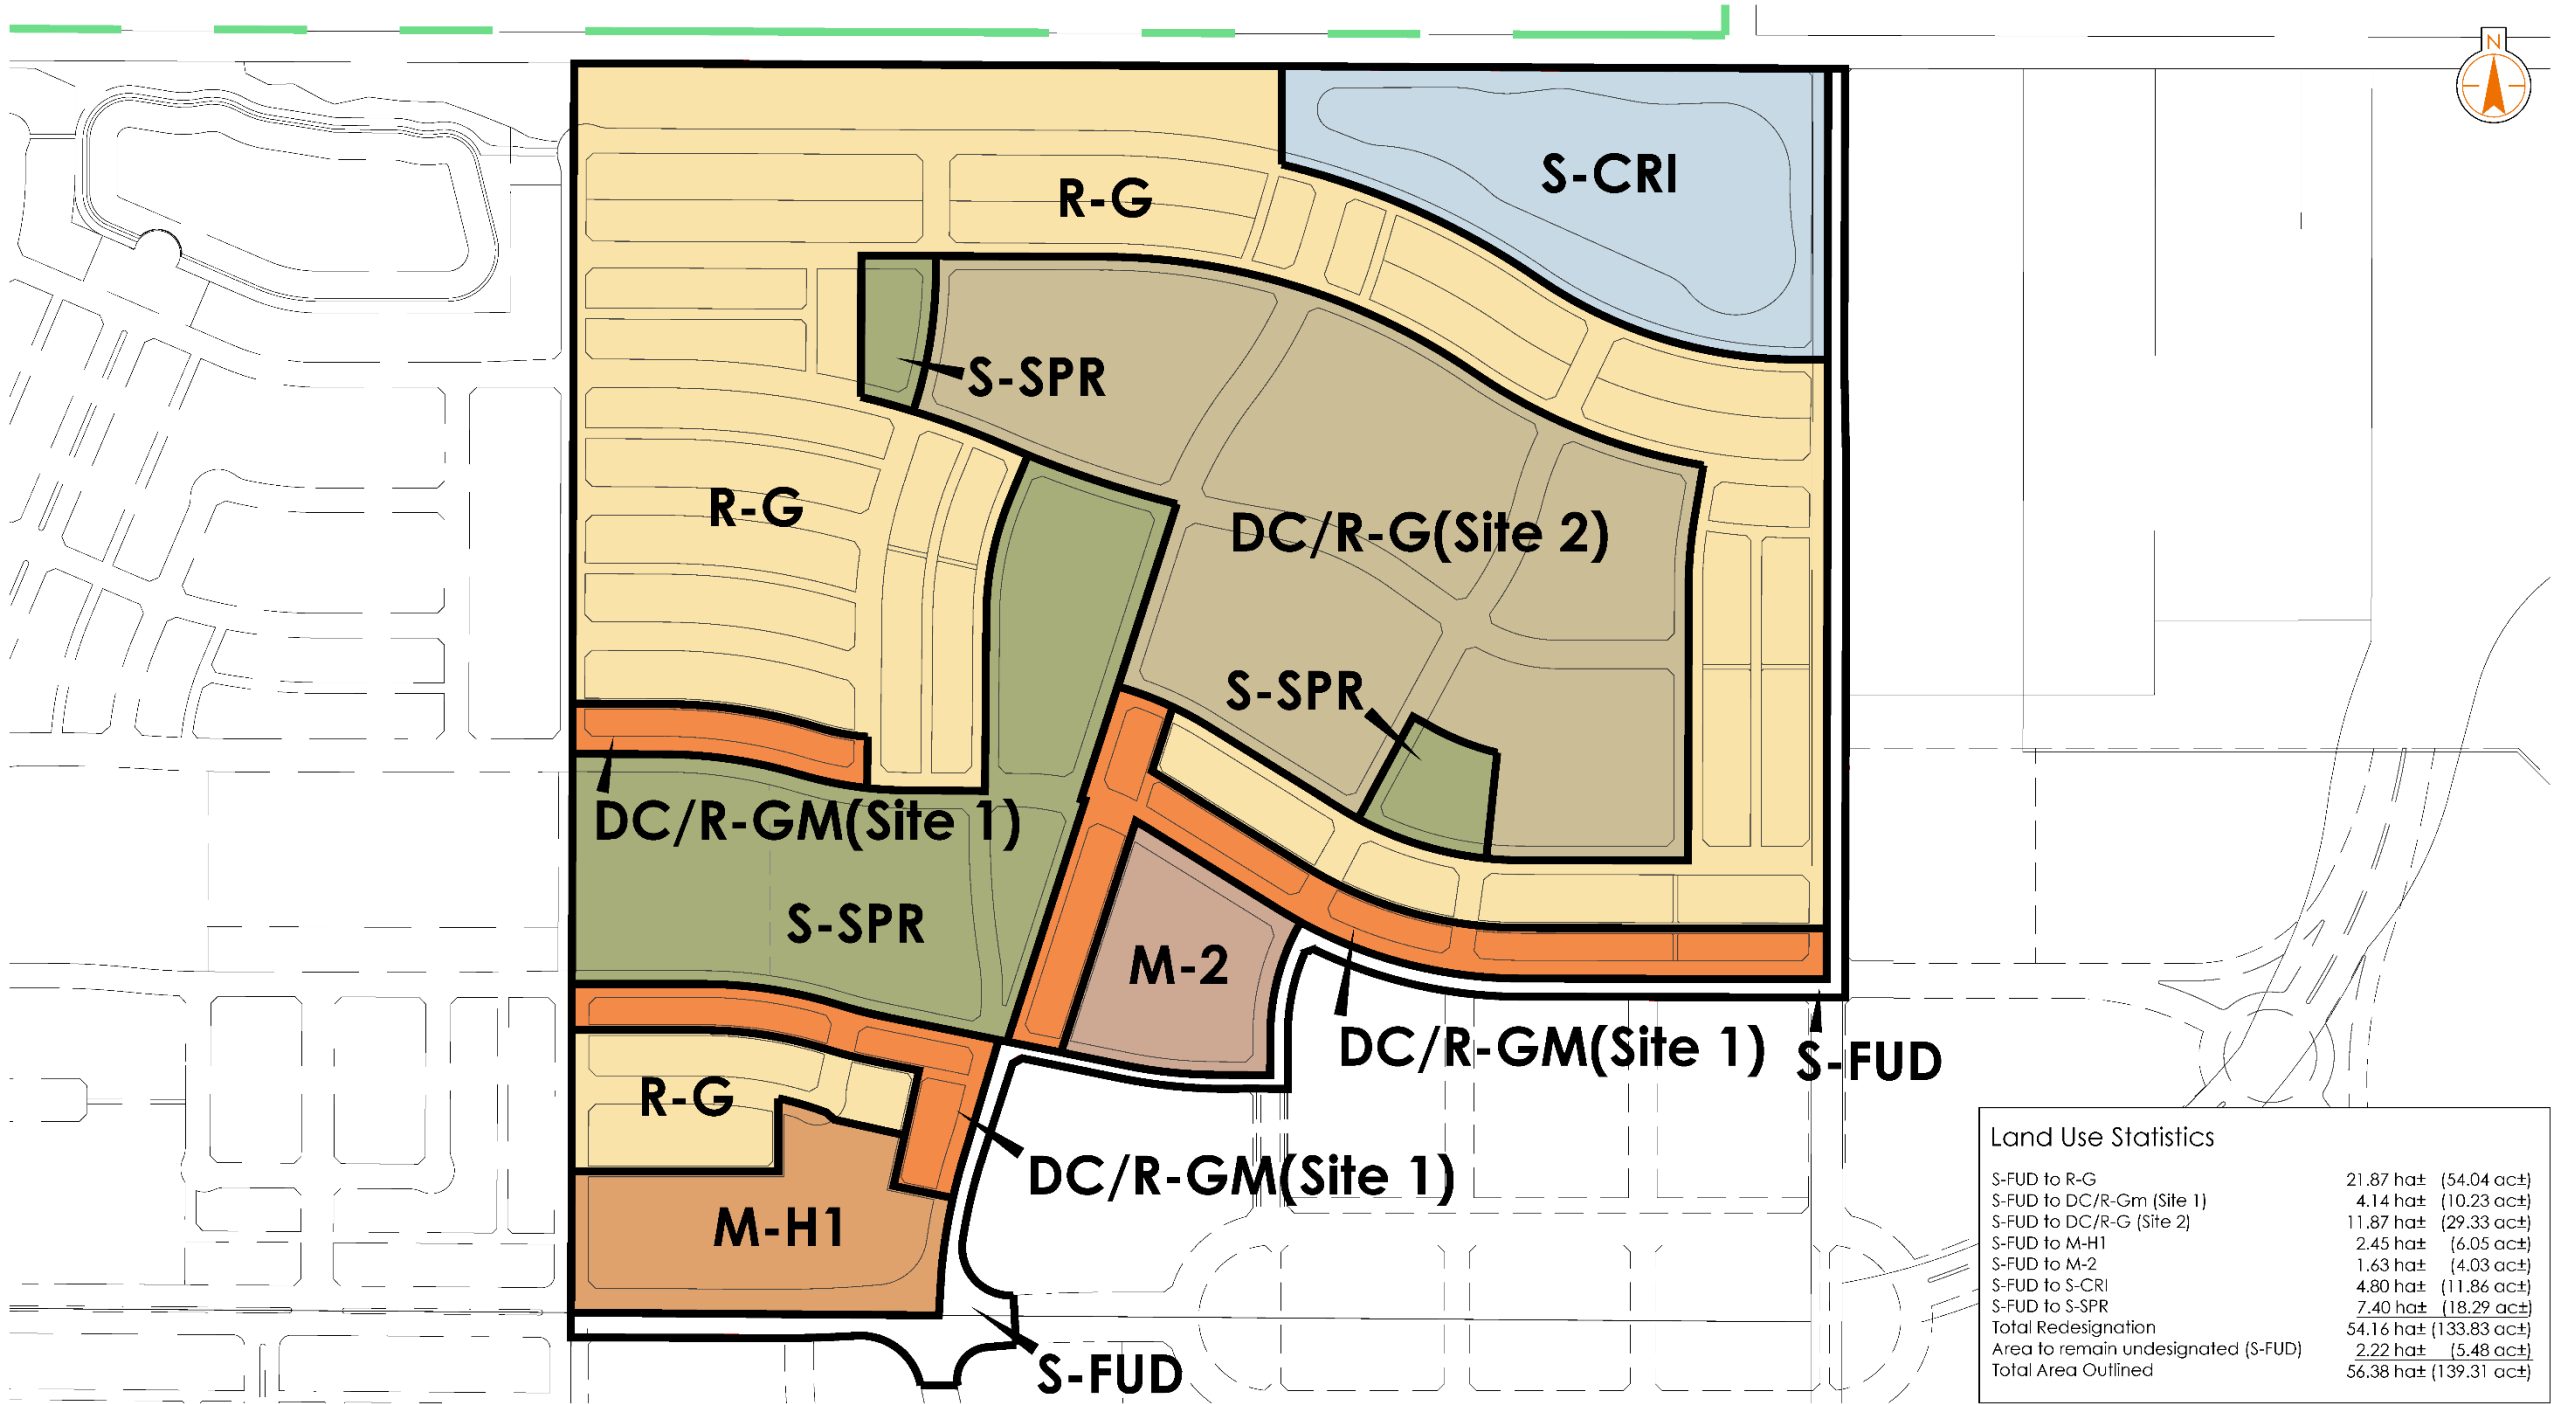 N
S-CRI
R-G
S-SPR
R-G
DC/R-G(Site 2)
S-SPR
DC/R-GM(Site 1)
S-SPR
M-2
DC/R-GM(Site 1)
S-FUD
R-G
DC/R-GM(Site 1)
M-H1
S-FUD
Land Use Statistics
S-FUD to R-G 21.87 ha± (54.04 ac±)
S-FUD to DC/R-Gm (Site 1) 4.14 ha± (10.23 ac±)
S-FUD to DC/R-G (Site 2) 11.87 ha± (29.33 ac±)
S-FUD to M-H1 2.45 ha± (6.05 ac±)
S-FUD to M-2 1.63 ha± (4.03 ac±)
S-FUD to S-CRI 4.80 ha± (11.86 ac±)
S-FUD to S-SPR 7.40 ha± (18.29 ac±)
Total Redesignation 54.16 ha± (133.83 ac±)
Area to remain undesignated (S-FUD) 2.22 ha± (5.48 ac±)
Total Area Outlined 56.38 ha± (139.31 ac±)